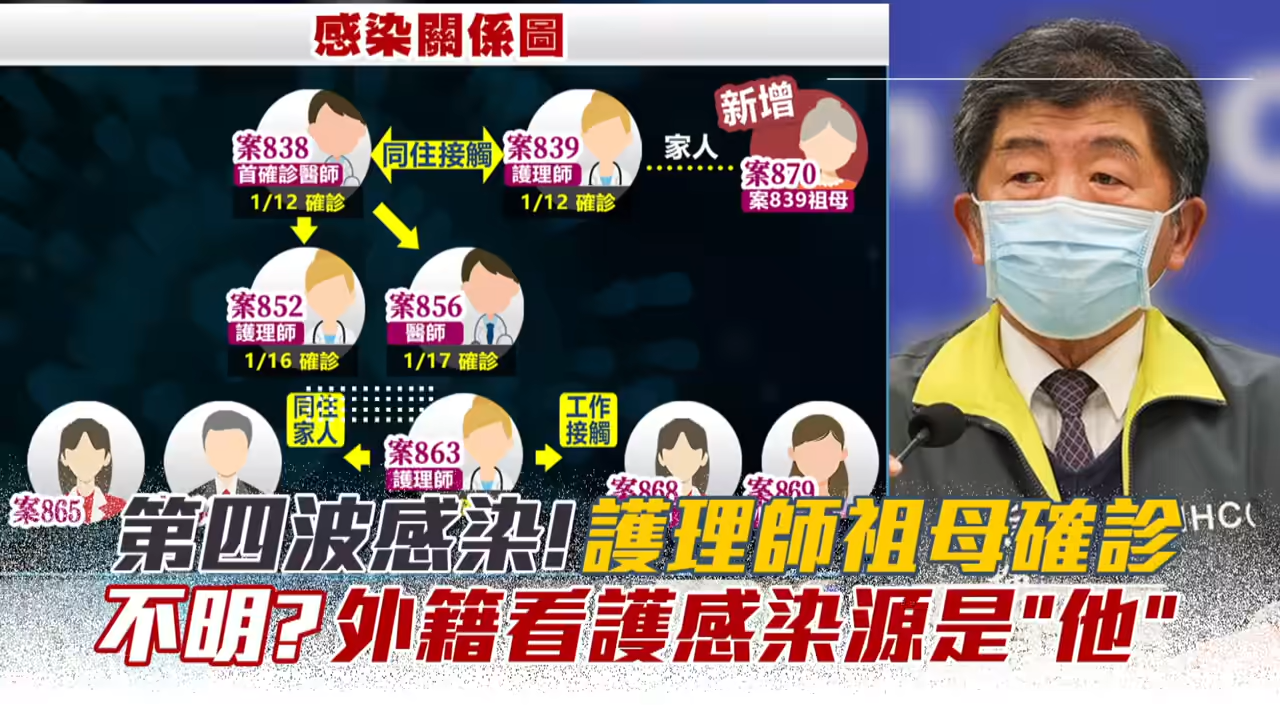 感染關係圖
新增
案838
首確診醫師
1/12 確診
同住接觸
案839
護理師
1/12 確診
家人
案870
案839祖母
案852
護理師
1/16 確診
案856
醫師
1/17 確診
同住
家人
案863
護理師
工作
接觸
案865
案868
案869
HCC
第四波感染!護理師祖母確診
不明?外籍看護感染源是"他"